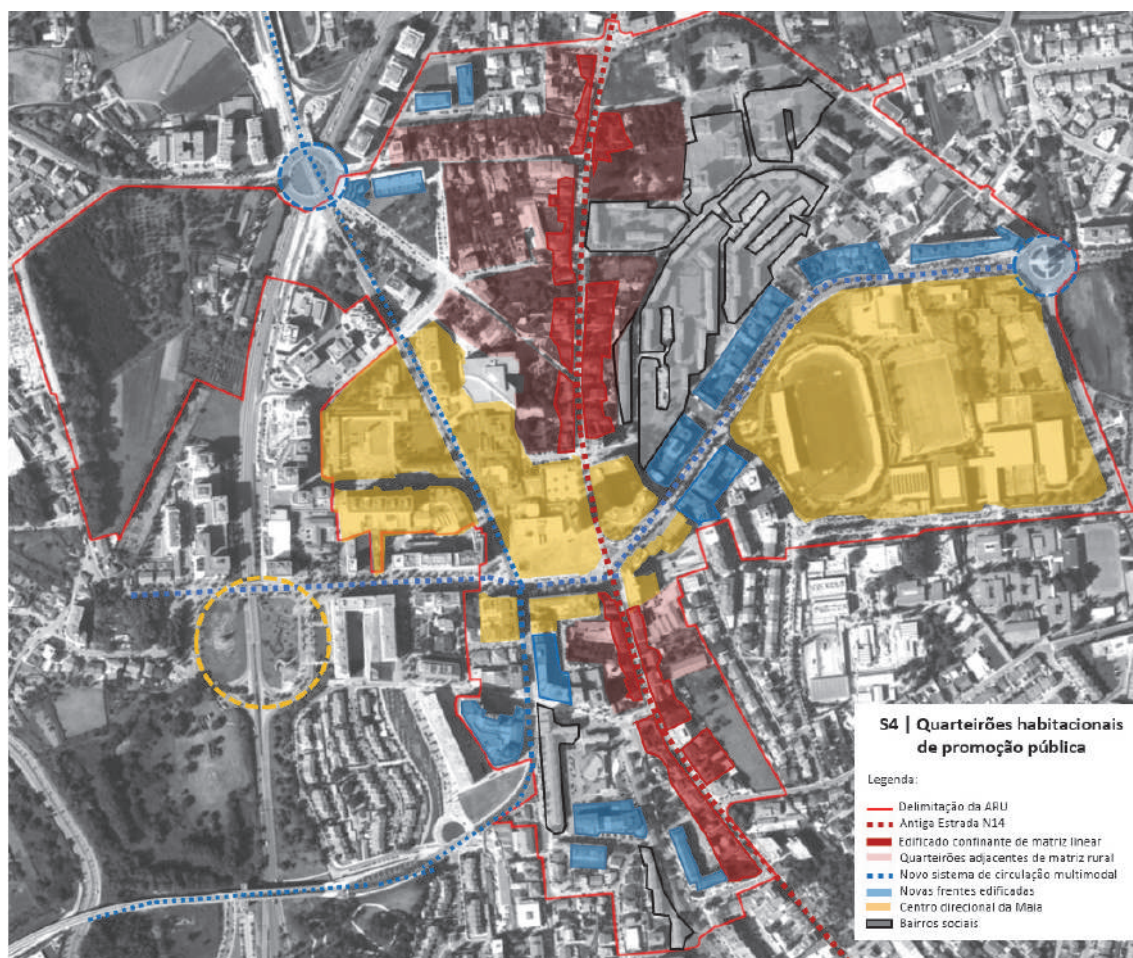 S4 | Quarteirões habitacionais
de promoção pública
Legenda:
Delimitação da ARU
Antiga Estrada N14
Edificado confinante de matriz linear
Quarteirões adjacentes de matriz rural
Novo sistema de circulação multimodal
Novas frentes edificadas
Centro direcional da Maia
Bairros sociais